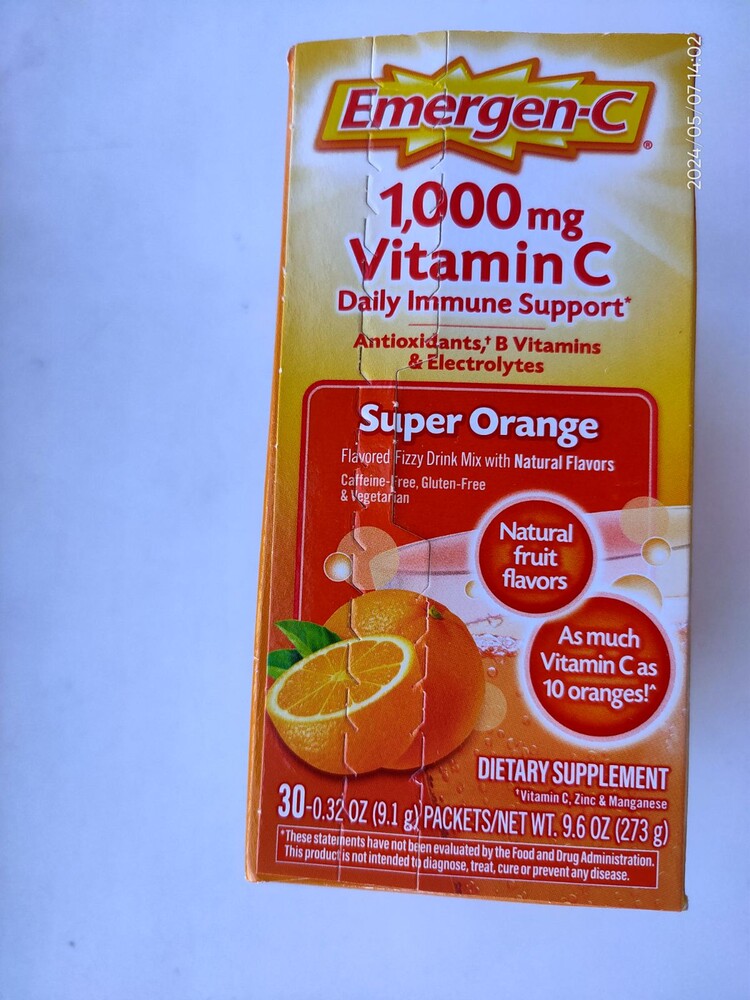 Emergen-C®
1,000 mg
Vitamin C
Daily Immune Support*
Antioxidants,† B Vitamins
& Electrolytes
Super Orange
Flavored Fizzy Drink Mix with Natural Flavors
Caffeine-Free, Gluten-Free
& Vegetarian
Natural
fruit
flavors
As much
Vitamin C as
10 oranges!^
DIETARY SUPPLEMENT
†Vitamin C, Zinc & Manganese
30-0.32 OZ (9.1 g) PACKETS/NET WT. 9.6 OZ (273 g)
*These statements have not been evaluated by the Food and Drug Administration.
This product is not intended to diagnose, treat, cure or prevent any disease.
2024/05/07 14:02